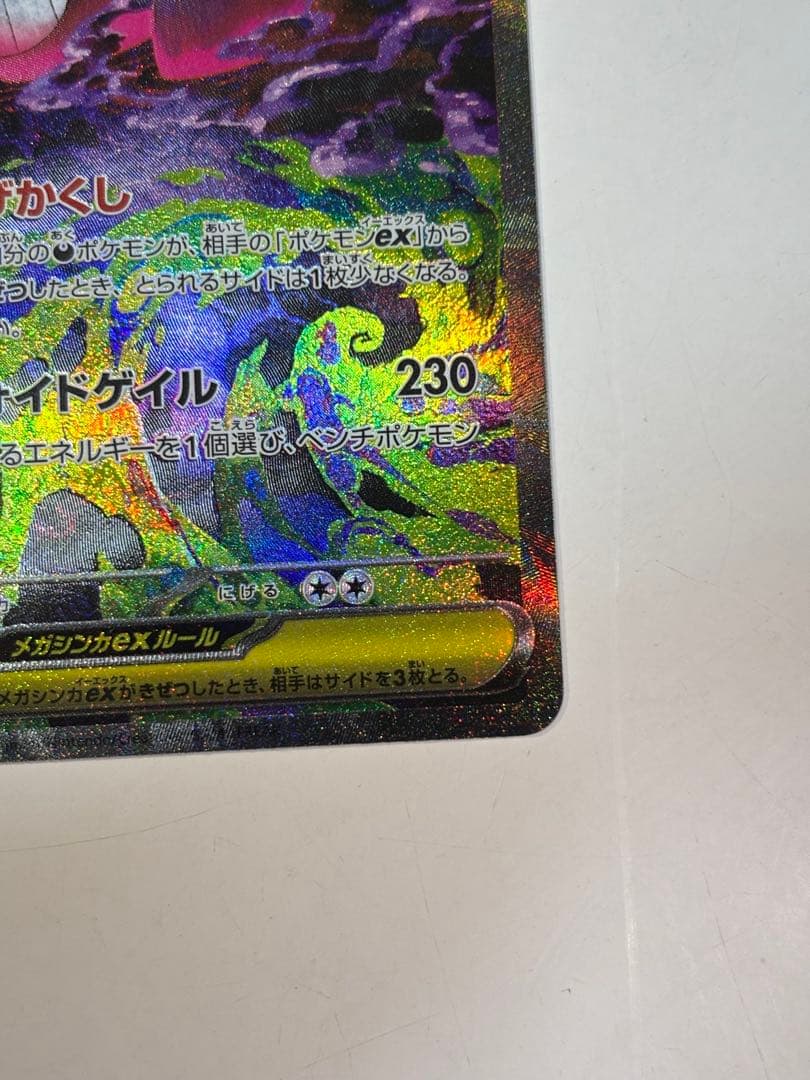 かくし
分のポケモンが、相手の「ポケモンex」から
ぜつしたとき、とられるサイドは1枚少なくなる。
い。
ォイドゲイル 230
るエネルギーを1個選び、ベンチポケモン
にげる
メガシンカexルール
メガシンカexがきぜつしたとき、相手はサイドを3枚とる。